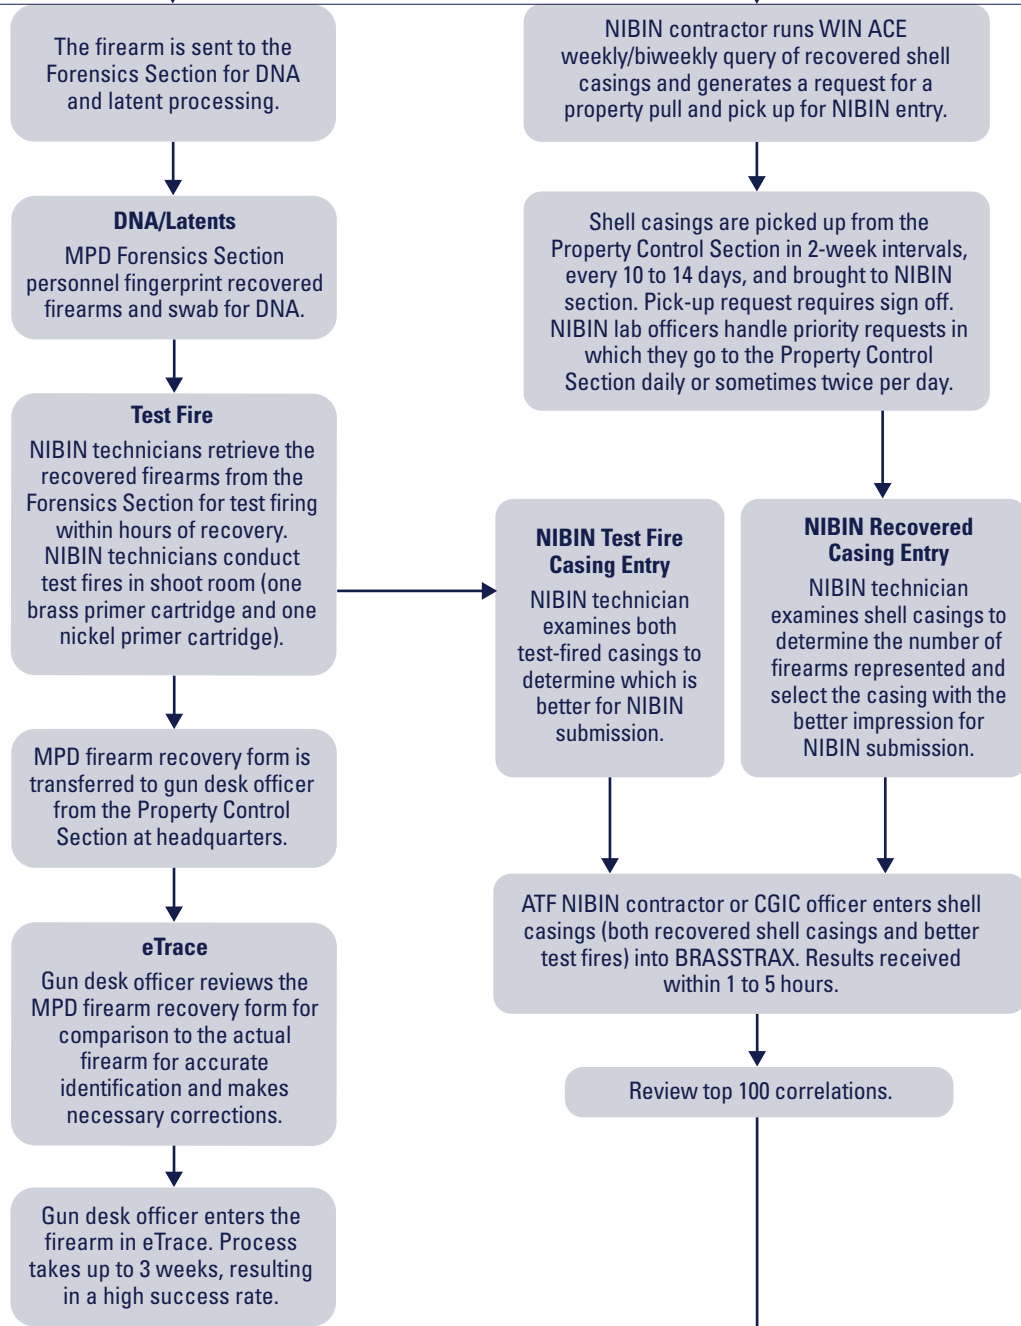 The firearm is sent to the
Forensics Section for DNA
and latent processing.
DNA/Latents
MPD Forensics Section
personnel fingerprint recovered
firearms and swab for DNA.
Test Fire
NIBIN technicians retrieve the
recovered firearms from the
Forensics Section for test firing
within hours of recovery.
NIBIN technicians conduct
test fires in shoot room (one
brass primer cartridge and one
nickel primer cartridge).
MPD firearm recovery form is
transferred to gun desk officer
from the Property Control
Section at headquarters.
eTrace
Gun desk officer reviews the
MPD firearm recovery form for
comparison to the actual
firearm for accurate
identification and makes
necessary corrections.
Gun desk officer enters the
firearm in eTrace. Process
takes up to 3 weeks, resulting
in a high success rate.
NIBIN contractor runs WIN ACE
weekly/biweekly query of recovered shell
casings and generates a request for a
property pull and pick up for NIBIN entry.
Shell casings are picked up from the
Property Control Section in 2-week intervals,
every 10 to 14 days, and brought to NIBIN
section. Pick-up request requires sign off.
NIBIN lab officers handle priority requests in
which they go to the Property Control
Section daily or sometimes twice per day.
NIBIN Test Fire
Casing Entry
NIBIN technician
examines both
test-fired casings to
determine which is
better for NIBIN
submission.
NIBIN Recovered
Casing Entry
NIBIN technician
examines shell casings to
determine the number of
firearms represented and
select the casing with the
better impression for
NIBIN submission.
ATF NIBIN contractor or CGIC officer enters shell
casings (both recovered shell casings and better
test fires) into BRASSTRAX. Results received
within 1 to 5 hours.
Review top 100 correlations.